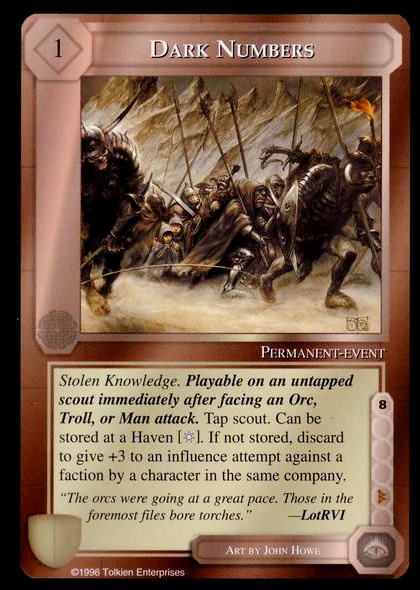 1
DARK NUMBERS
PERMANENT-EVENT
Stolen Knowledge. Playable on an untapped
scout immediately after facing an Orc,
Troll, or Man attack. Tap scout. Can be
stored at a Haven [ ]. If not stored, discard
to give +3 to an influence attempt against a
faction by a character in the same company.
"The orcs were going at a great pace. Those in the
foremost files bore torches." —LotRVI
8
ART BY JOHN HOWE
©1996 Tolkien Enterprises